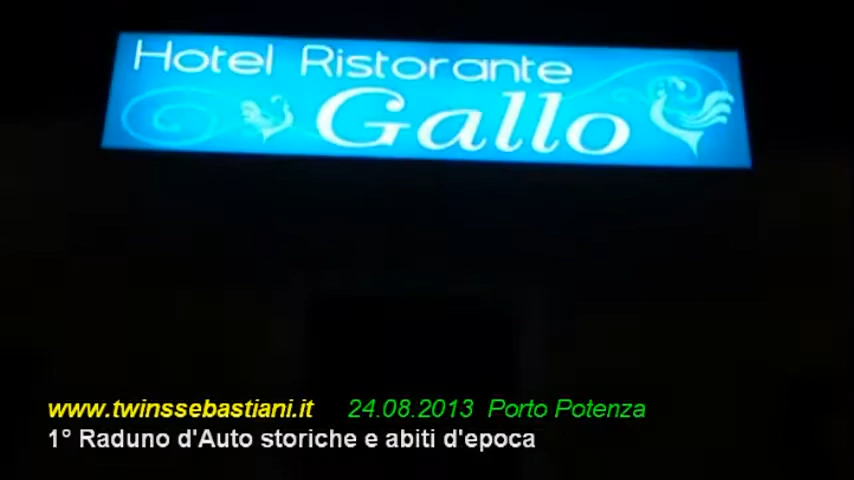 Hotel Ristorante
Gallo
www.twinssebastiani.it 24.08.2013 Porto Potenza
1° Raduno d'Auto storiche e abiti d'epoca